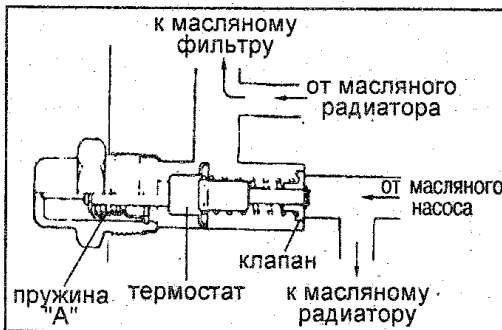 к масляному
фильтру
от масляного
радиатора
от масляного
насоса
клапан
пружина
"А"
термостат
к масляному
радиатору